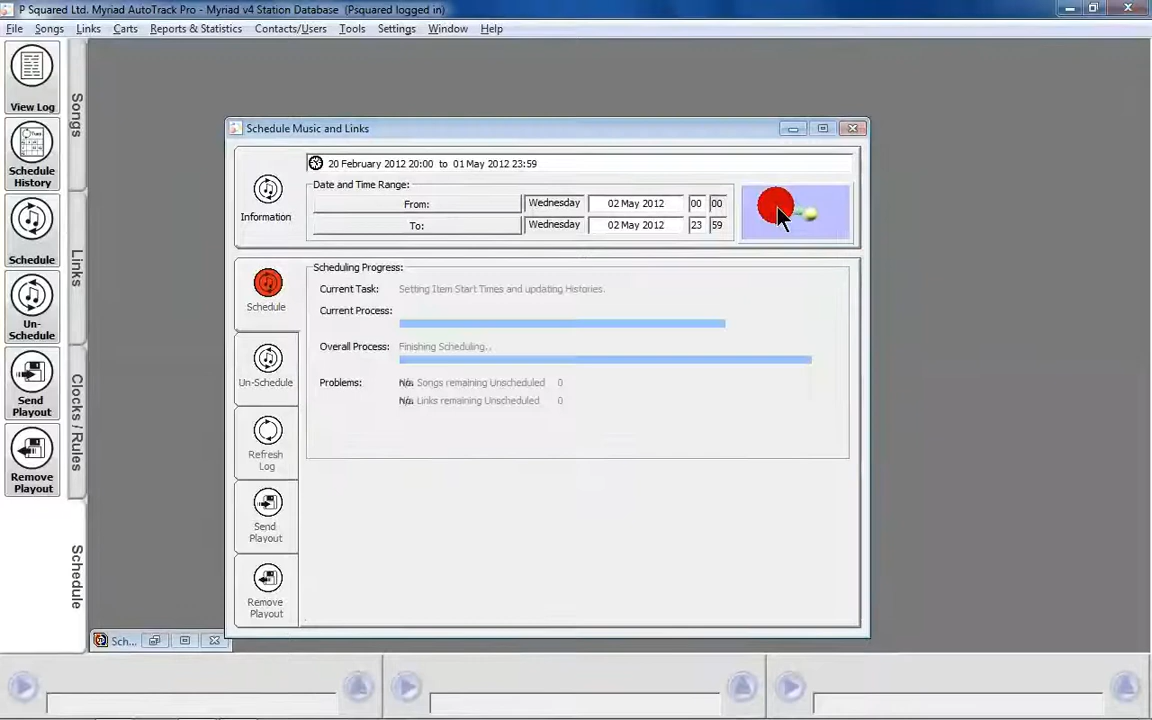 P Squared Ltd. Myriad AutoTrack Pro - Myriad v4 Station Database (Psquared logged in)
File Songs Links Carts Reports & Statistics Contacts/Users Tools Settings Window Help
View Log
Schedule History
Schedule
Un-Schedule
Send Playout
Remove Playout
Songs
Links
Clocks / Rules
Schedule
Schedule Music and Links
20 February 2012 20:00 to 01 May 2012 23:59
Information
Date and Time Range:
From: Wednesday 02 May 2012 00 00
To: Wednesday 02 May 2012 23 59
Schedule
Un-Schedule
Refresh Log
Send Playout
Remove Playout
Scheduling Progress:
Current Task: Setting Item Start Times and updating Histories.
Current Process:
Overall Process: Finishing Scheduling..
Problems: Songs remaining Unscheduled 0
Links remaining Unscheduled 0
Sch...